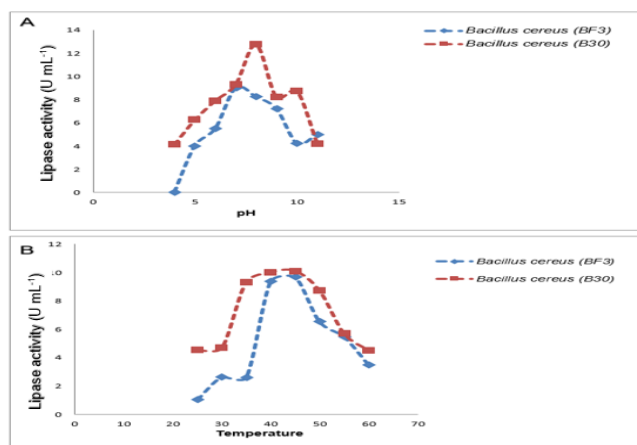 A
Lipase activity (U mL-1)
14
12
10
8
6
4
2
0
0
5
10
15
pH
Bacillus cereus (BF3)
Bacillus cereus (B30)
B
Lipase activity (U mL-1)
12
10
8
6
4
2
0
0
10
20
30
40
50
60
70
Temperature
Bacillus cereus (BF3)
Bacillus cereus (B30)